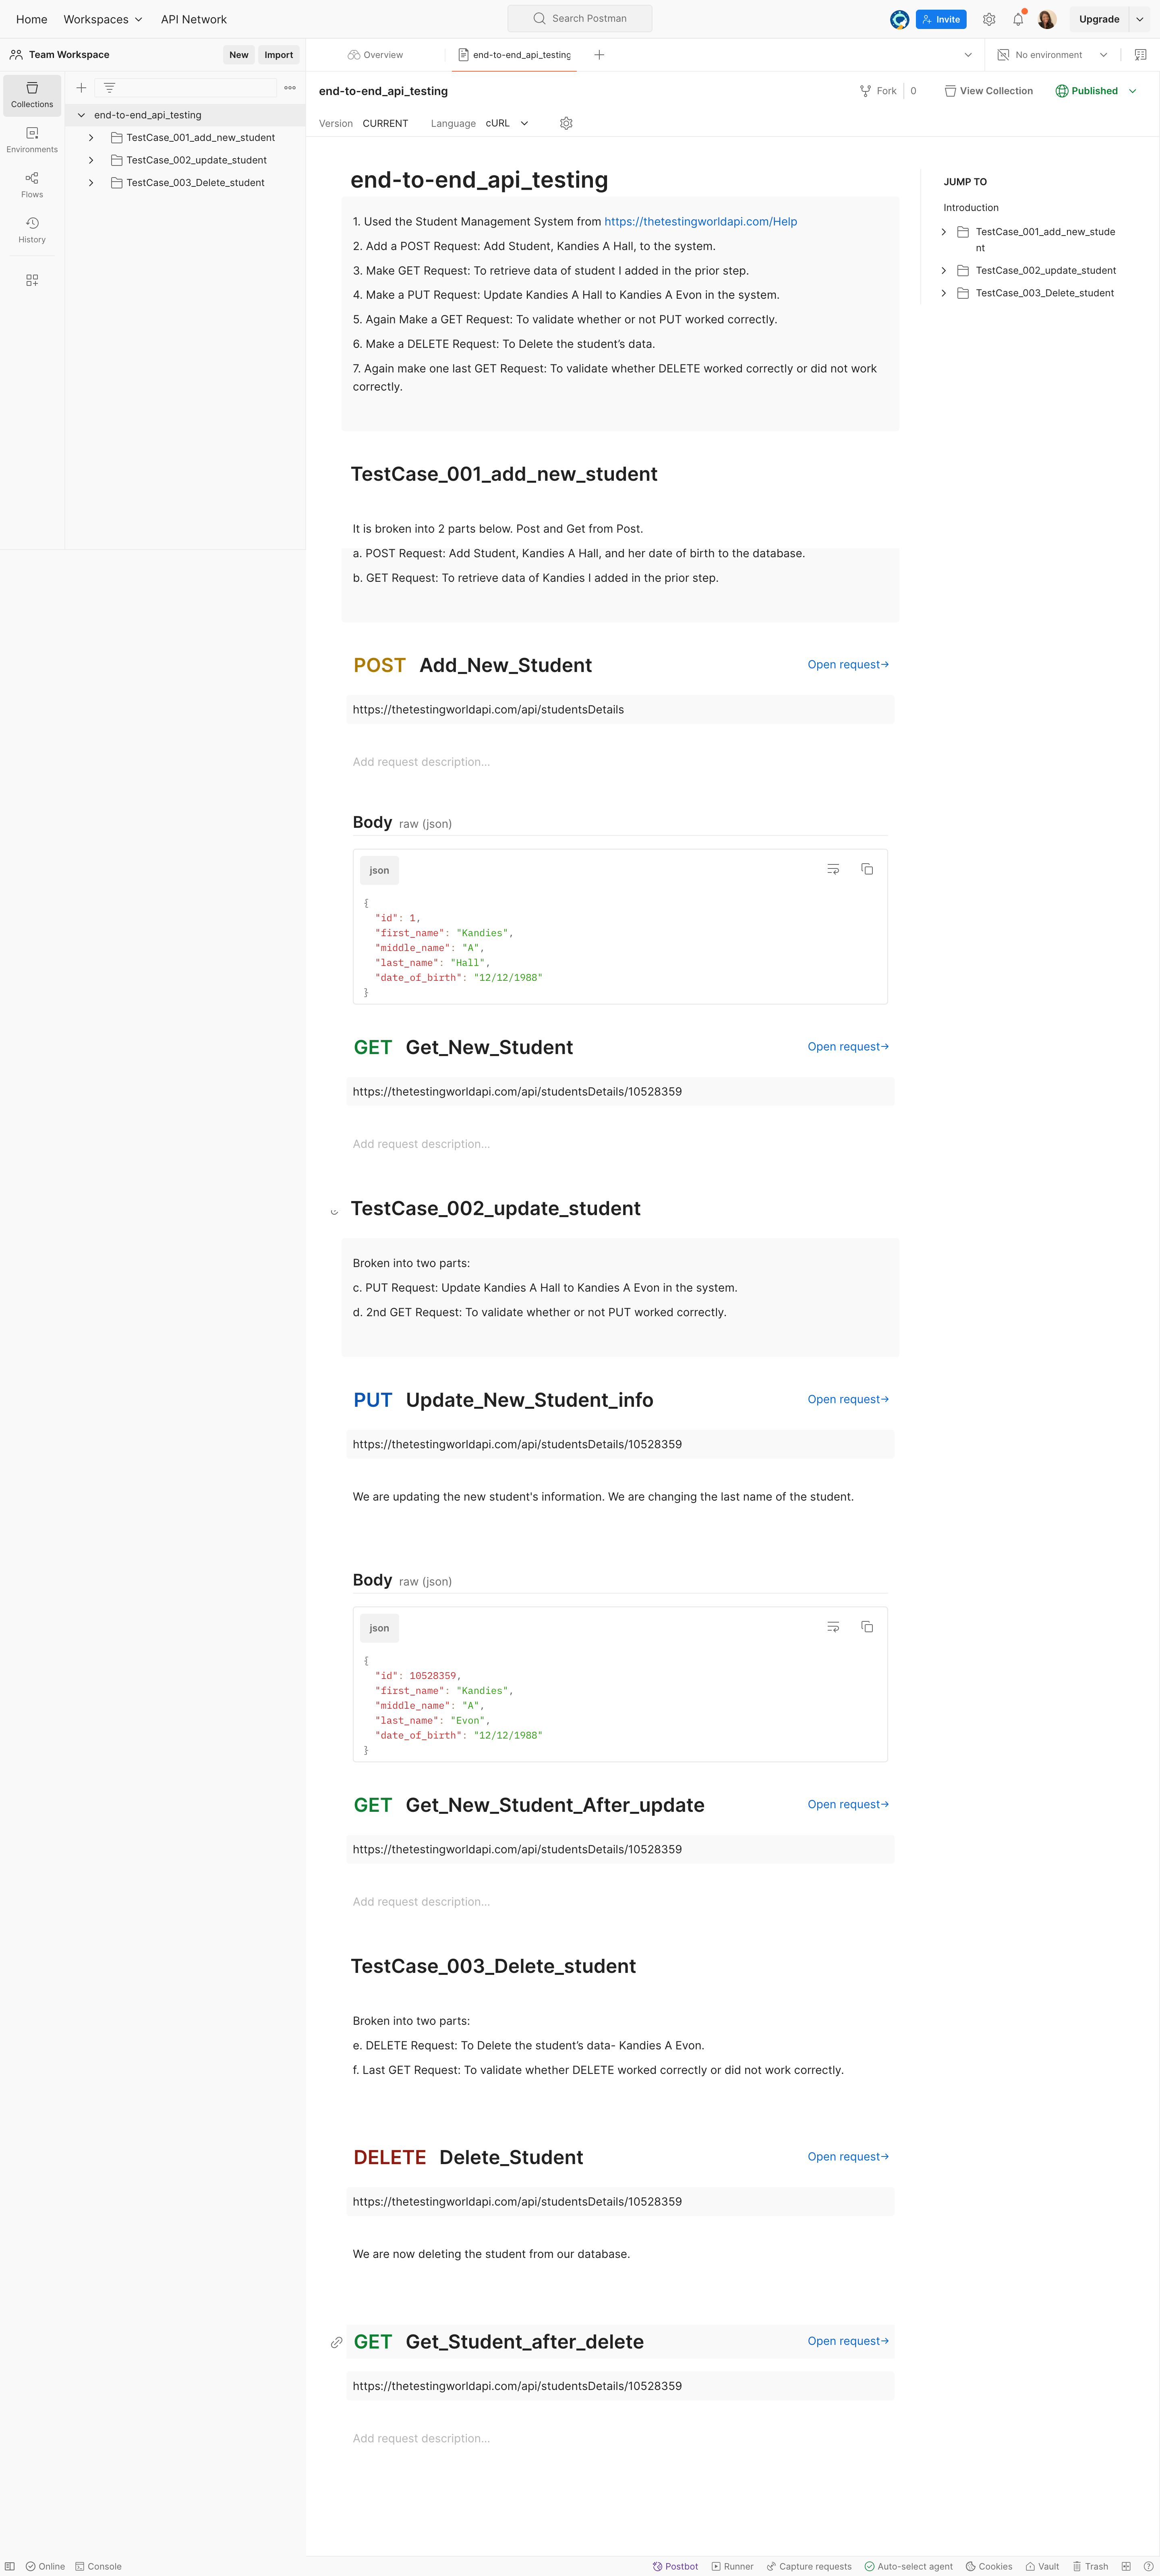 Home Workspaces API Network Search Postman Invite Upgrade
Team Workspace New Import Overview end-to-end_api_testing No environment
Collections
Environments
Flows
History
end-to-end_api_testing
TestCase_001_add_new_student
TestCase_002_update_student
TestCase_003_Delete_student
end-to-end_api_testing Fork 0 View Collection Published
Version CURRENT Language cURL
end-to-end_api_testing
1. Used the Student Management System from https://thetestingworldapi.com/Help
2. Add a POST Request: Add Student, Kandies A Hall, to the system.
3. Make GET Request: To retrieve data of student I added in the prior step.
4. Make a PUT Request: Update Kandies A Hall to Kandies A Evon in the system.
5. Again Make a GET Request: To validate whether or not PUT worked correctly.
6. Make a DELETE Request: To Delete the student’s data.
7. Again make one last GET Request: To validate whether DELETE worked correctly or did not work
correctly.
JUMP TO
Introduction
TestCase_001_add_new_stude
nt
TestCase_002_update_student
TestCase_003_Delete_student
TestCase_001_add_new_student
It is broken into 2 parts below. Post and Get from Post.
a. POST Request: Add Student, Kandies A Hall, and her date of birth to the database.
b. GET Request: To retrieve data of Kandies I added in the prior step.
POST Add_New_Student Open request→
https://thetestingworldapi.com/api/studentsDetails
Add request description...
Body raw (json)
json
{
"id": 1,
"first_name": "Kandies",
"middle_name": "A",
"last_name": "Hall",
"date_of_birth": "12/12/1988"
}
GET Get_New_Student Open request→
https://thetestingworldapi.com/api/studentsDetails/10528359
Add request description...
TestCase_002_update_student
Broken into two parts:
c. PUT Request: Update Kandies A Hall to Kandies A Evon in the system.
d. 2nd GET Request: To validate whether or not PUT worked correctly.
PUT Update_New_Student_info Open request→
https://thetestingworldapi.com/api/studentsDetails/10528359
We are updating the new student's information. We are changing the last name of the student.
Body raw (json)
json
{
"id": 10528359,
"first_name": "Kandies",
"middle_name": "A",
"last_name": "Evon",
"date_of_birth": "12/12/1988"
}
GET Get_New_Student_After_update Open request→
https://thetestingworldapi.com/api/studentsDetails/10528359
Add request description...
TestCase_003_Delete_student
Broken into two parts:
e. DELETE Request: To Delete the student’s data- Kandies A Evon.
f. Last GET Request: To validate whether DELETE worked correctly or did not work correctly.
DELETE Delete_Student Open request→
https://thetestingworldapi.com/api/studentsDetails/10528359
We are now deleting the student from our database.
GET Get_Student_after_delete Open request→
https://thetestingworldapi.com/api/studentsDetails/10528359
Add request description...
Online Console Postbot Runner Capture requests Auto-select agent Cookies Vault Trash